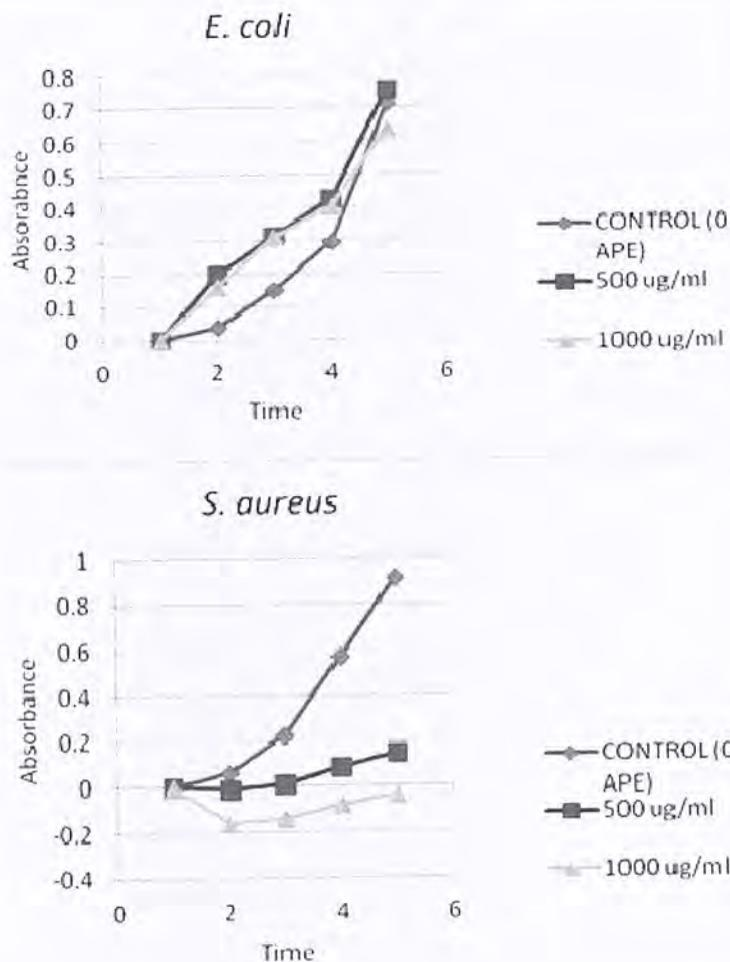 E. coli
0.8
0.7
0.6
0.5
0.4
0.3
0.2
0.1
0
Absorabnce
0 2 4 6
Time
CONTROL (0
APE)
500 ug/ml
1000 ug/ml
S. aureus
1
0.8
0.6
0.4
0.2
0
-0.2
-0.4
Absorbance
0 2 4 6
Time
CONTROL (0
APE)
500 ug/ml
1000 ug/ml